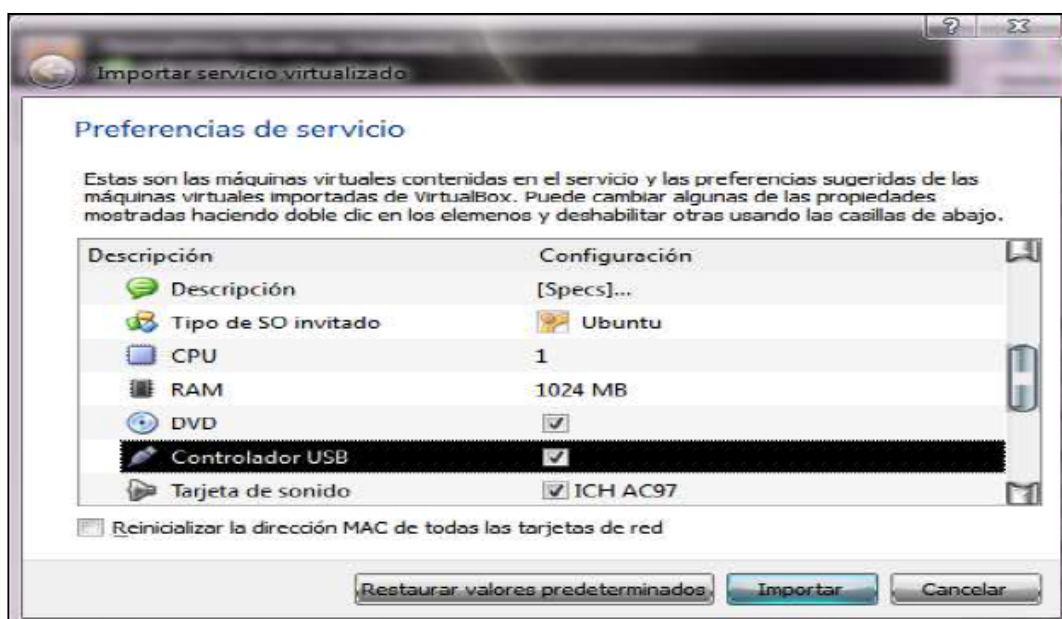 Importar servicio virtualizado
Preferencias de servicio
Estas son las máquinas virtuales contenidas en el servicio y las preferencias sugeridas de las
máquinas virtuales importadas de VirtualBox. Puede cambiar algunas de las propiedades
mostradas haciendo doble clic en los elemenos y deshabilitar otras usando las casillas de abajo.
Descripción Configuración
Descripción [Specs]...
Tipo de SO invitado Ubuntu
CPU 1
RAM 1024 MB
DVD
Controlador USB
Tarjeta de sonido ICH AC97
Reinicializar la dirección MAC de todas las tarjetas de red
Restaurar valores predeterminados Importar Cancelar